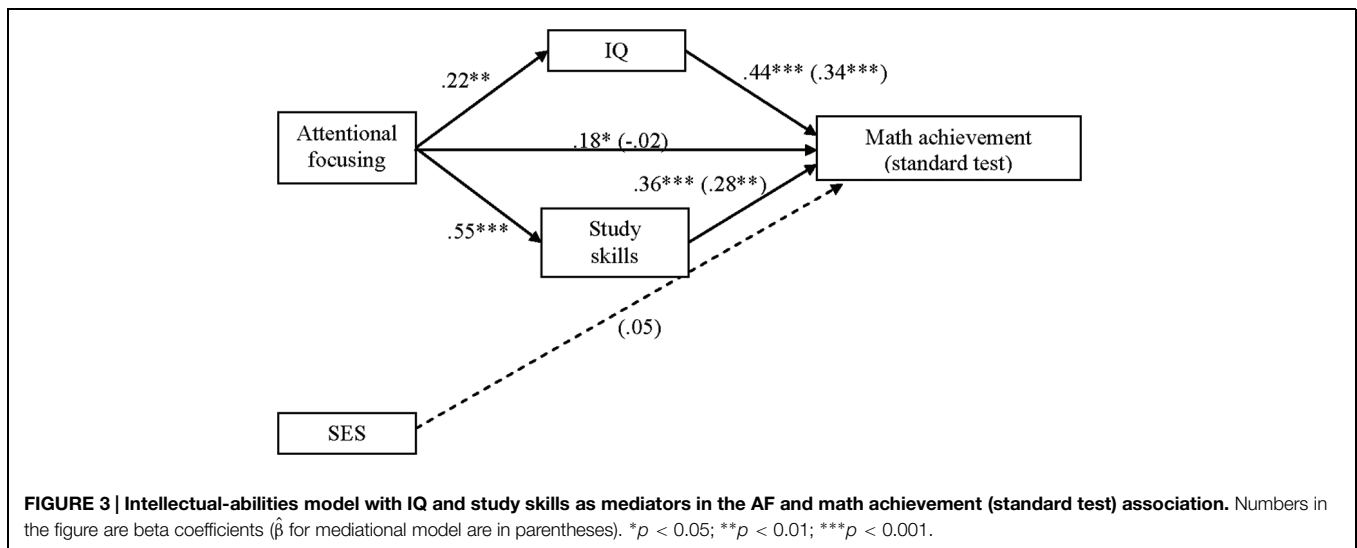 IQ
.22**
.44*** (.34***)
Attentional
focusing
.18* (-.02)
Math achievement
(standard test)
.36*** (.28**)
.55***
Study
skills
(.05)
SES
FIGURE 3 | Intellectual-abilities model with IQ and study skills as mediators in the AF and math achievement (standard test) association. Numbers in
the figure are beta coefficients (β̂ for mediational model are in parentheses). *p < 0.05; **p < 0.01; ***p < 0.001.